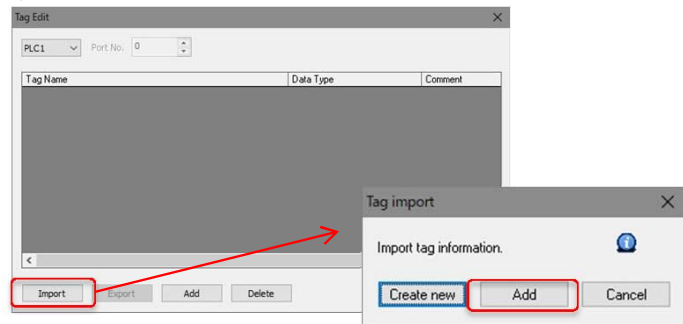 Tag Edit
PLC1 Port No. 0
Tag Name Data Type Comment
Import Export Add Delete
Tag import
Import tag information.
Create new Add Cancel